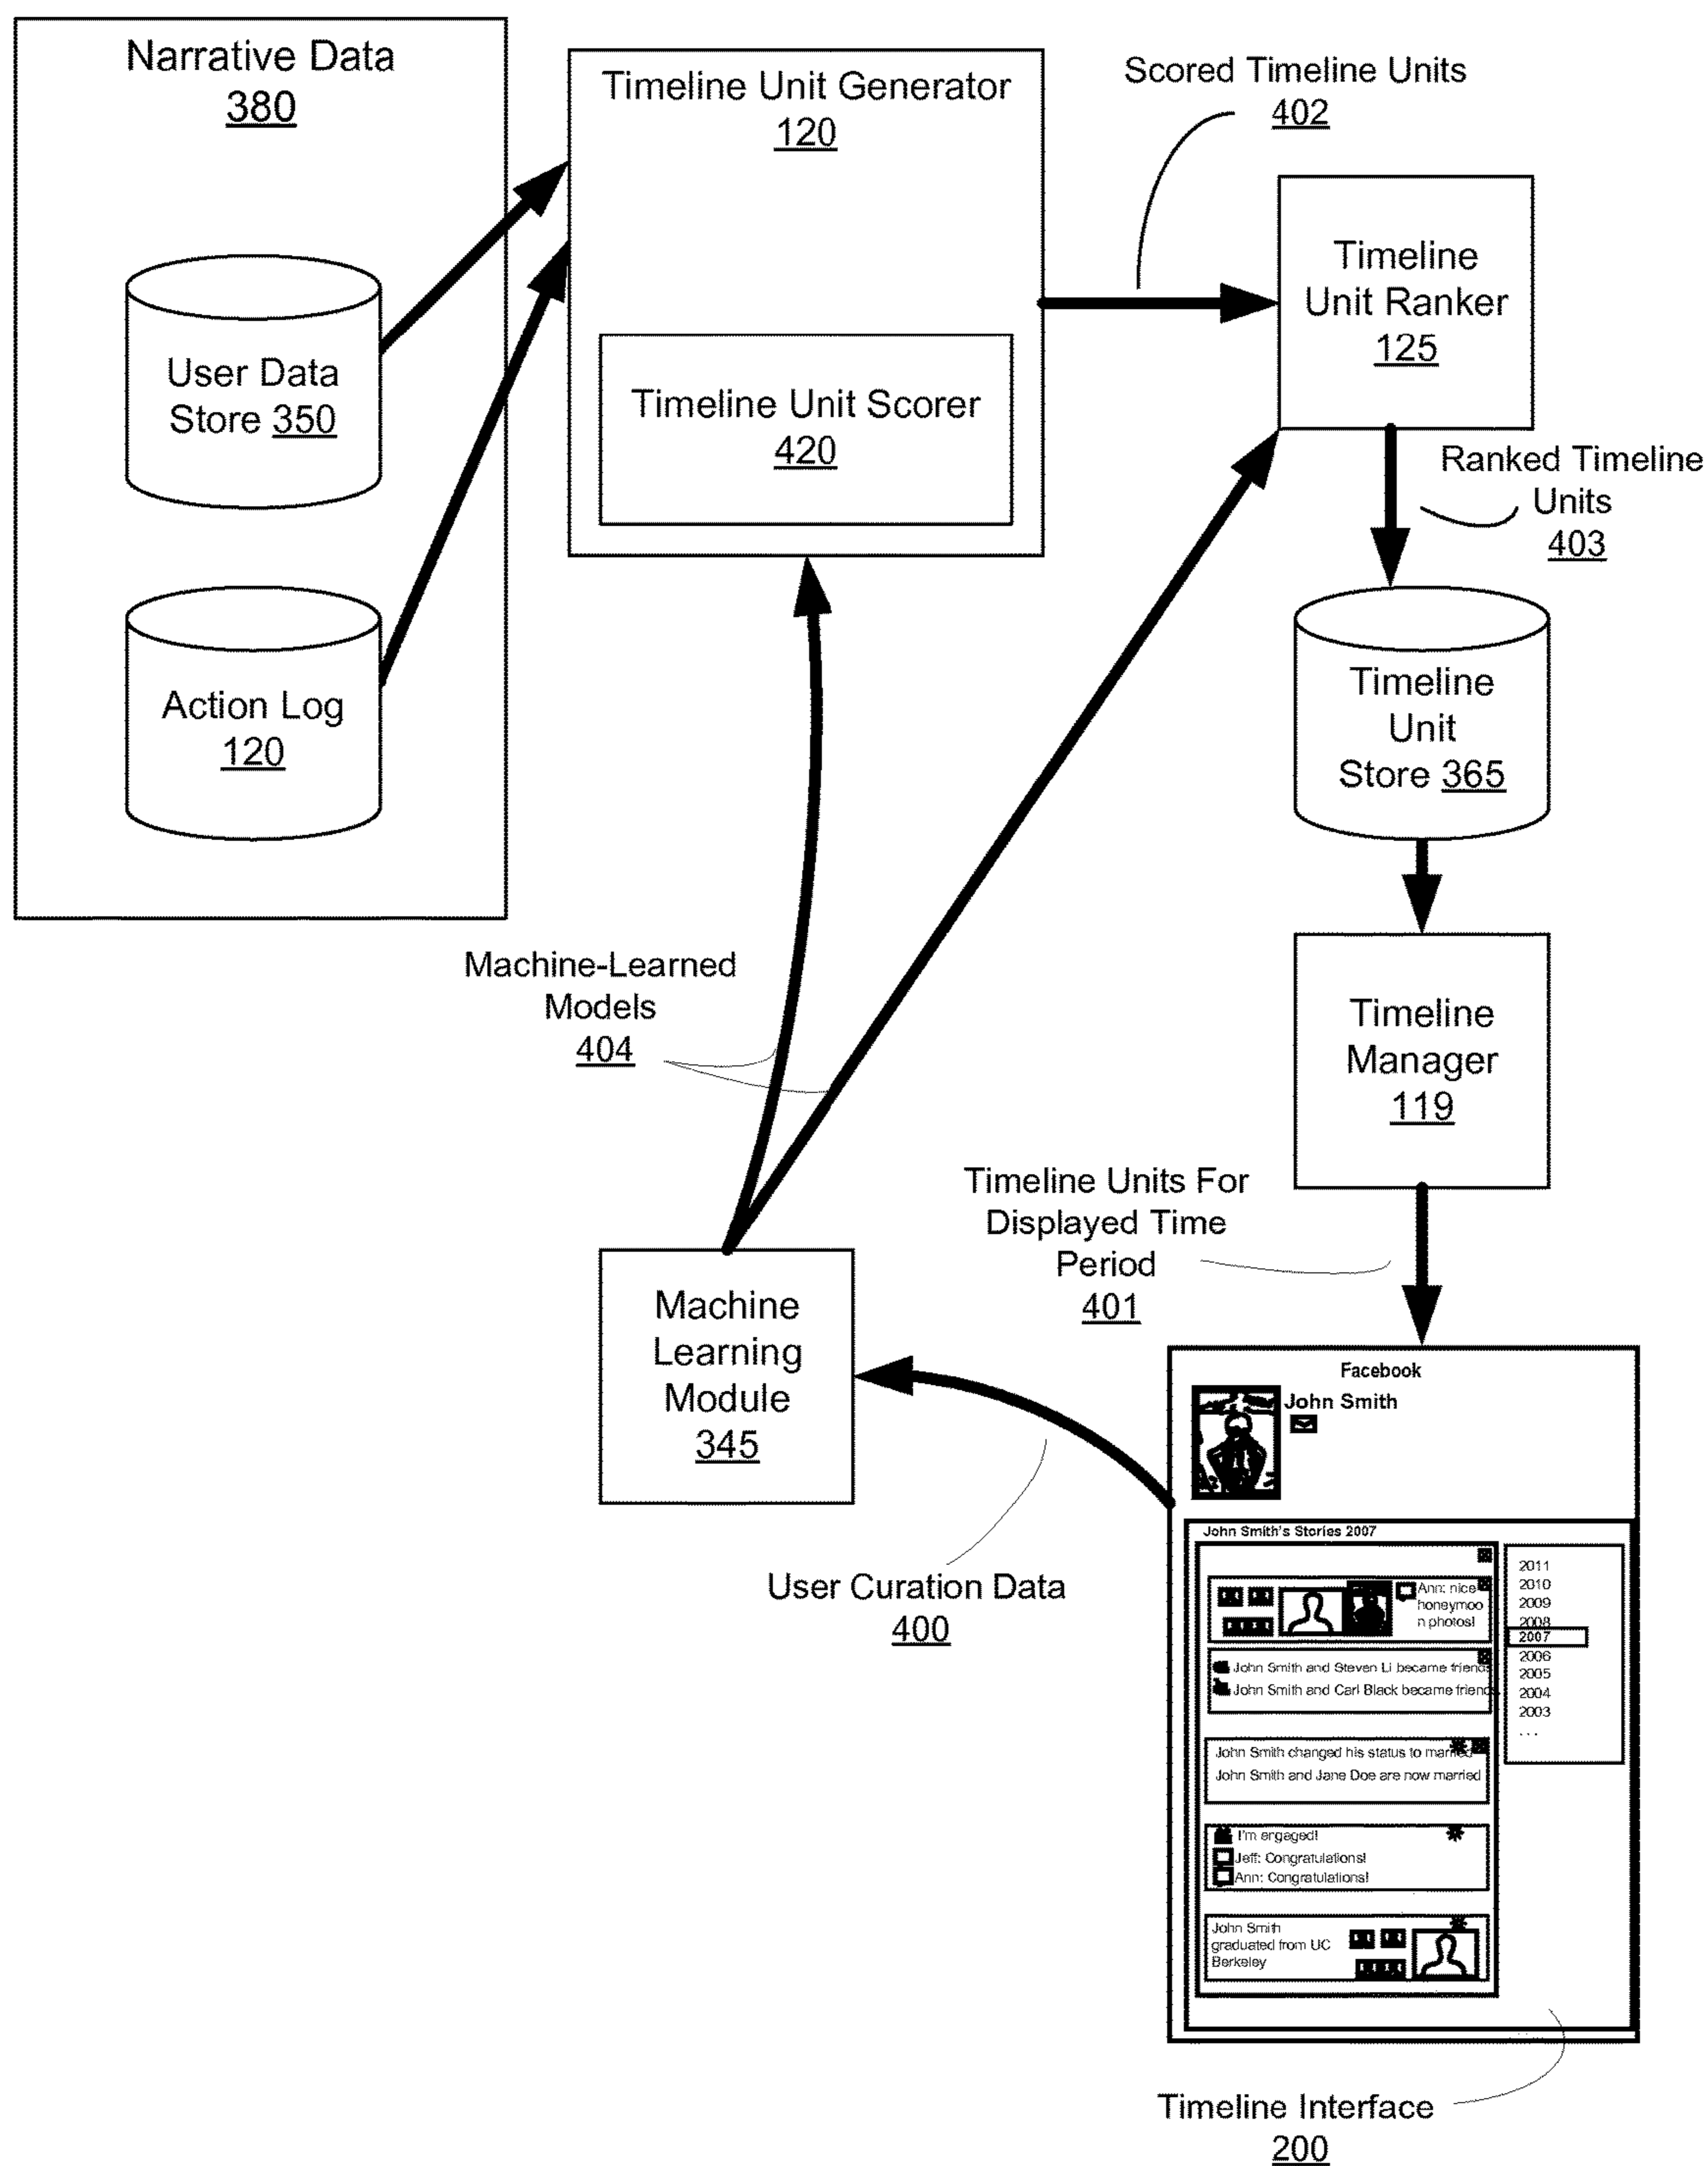 Narrative Data
380
User Data
Store 350
Action Log
120
Timeline Unit Generator
120
Timeline Unit Scorer
420
Scored Timeline Units
402
Timeline
Unit Ranker
125
Ranked Timeline
Units
403
Timeline
Unit
Store 365
Timeline
Manager
119
Machine-Learned
Models
404
Timeline Units For
Displayed Time
Period
401
Machine
Learning
Module
345
User Curation Data
400
Facebook
John Smith
John Smith's Stories 2007
Ann: nice
honeymoo
n photos!
John Smith and Steven Li became friends
John Smith and Carl Black became friends
John Smith changed his status to married
John Smith and Jane Doe are now married
I'm engaged!
Jeff: Congratulations!
Ann: Congratulations!
John Smith
graduated from UC
Berkeley
2011
2010
2009
2008
2007
2006
2005
2004
2003
...
Timeline Interface
200